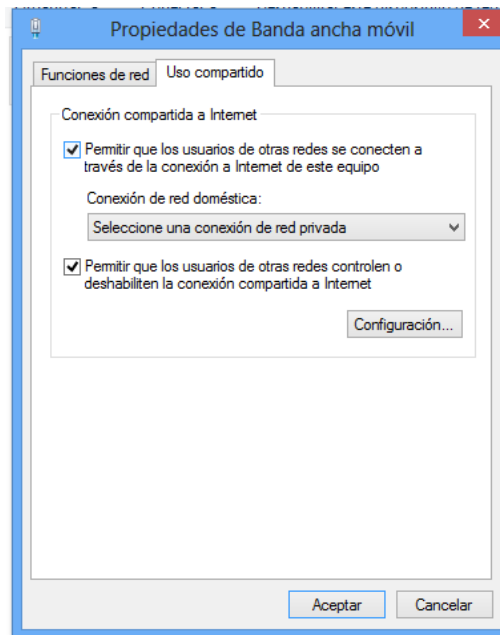 Propiedades de Banda ancha móvil
Funciones de red
Uso compartido
Conexión compartida a Internet
Permitir que los usuarios de otras redes se conecten a
través de la conexión a Internet de este equipo
Conexión de red doméstica:
Seleccione una conexión de red privada
Permitir que los usuarios de otras redes controlen o
deshabiliten la conexión compartida a Internet
Configuración...
Aceptar
Cancelar